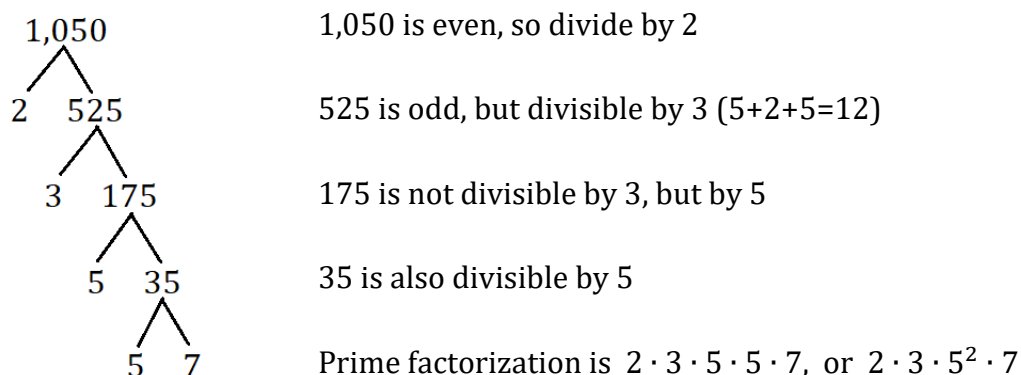 1,050 1,050 is even, so divide by 2
2 525 525 is odd, but divisible by 3 (5+2+5=12)
3 175 175 is not divisible by 3, but by 5
5 35 35 is also divisible by 5
5 7 Prime factorization is 2 · 3 · 5 · 5 · 7, or 2 · 3 · 5² · 7